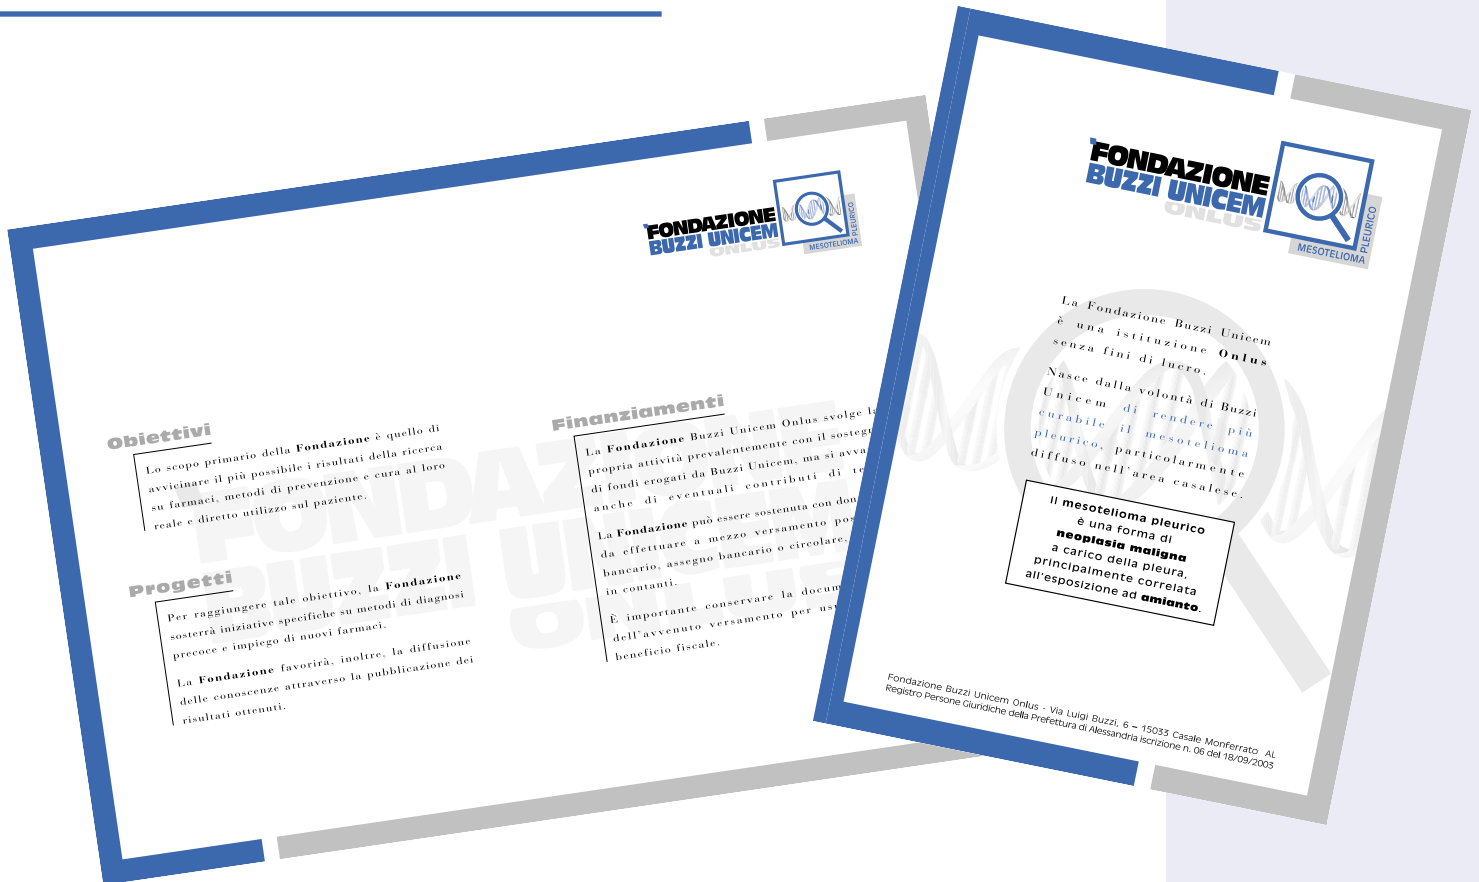 FONDAZIONE
BUZZI UNICEM
ONLUS
MESOTELIOMA
PLEURICO
Obiettivi
Lo scopo primario della Fondazione è quello di
avvicinare il più possibile i risultati della ricerca
su farmaci, metodi di prevenzione e cura al loro
reale e diretto utilizzo sul paziente.
Progetti
Per raggiungere tale obiettivo, la Fondazione
sosterrà iniziative specifiche su metodi di diagnosi
precoce e impiego di nuovi farmaci.
La Fondazione favorirà, inoltre, la diffusione
delle conoscenze attraverso la pubblicazione dei
risultati ottenuti.
Finanziamenti
La Fondazione Buzzi Unicem Onlus svolge la
propria attività prevalentemente con il
di fondi erogati da Buzzi Unicem, ma si
anche di eventuali contributi di
La Fondazione può essere sostenuta con
da effettuare a mezzo versamento
bancario, assegno bancario o circolare,
in contanti.
È importante conservare la
dell'avvenuto versamento per
beneficio fiscale.
FONDAZIONE
BUZZI UNICEM
ONLUS
FONDAZIONE
BUZZI UNICEM
ONLUS
MESOTELIOMA
PLEURICO
La Fondazione Buzzi Unicem
è una istituzione Onlus
senza fini di lucro.
Nasce dalla volontà di Buzzi
Unicem di rendere più
curabile il mesotelioma
pleurico, particolarmente
diffuso nell'area casalese.
Il mesotelioma pleurico
è una forma di
neoplasia maligna
a carico della pleura,
principalmente correlata
all'esposizione ad amianto.
Fondazione Buzzi Unicem Onlus - Via Luigi Buzzi, 6 – 15033 Casale Monferrato AL
Registro Persone Giuridiche della Prefettura di Alessandria iscrizione n. 06 del 18/09/2003